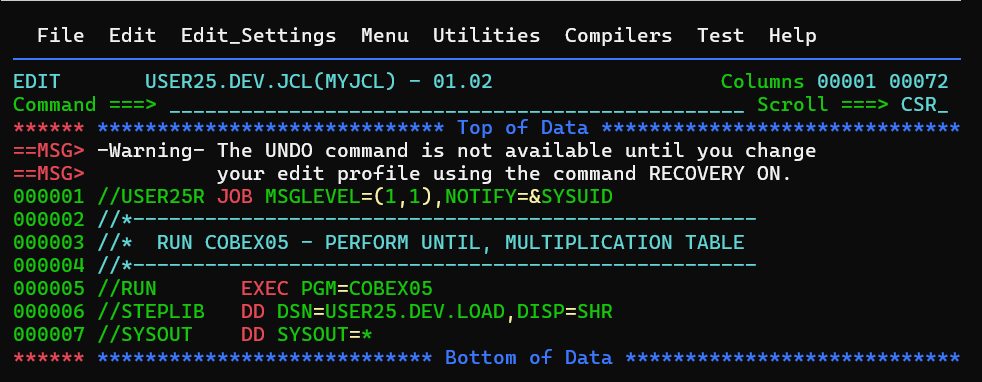 File  Edit  Edit_Settings  Menu  Utilities  Compilers  Test  Help
EDIT       USER25.DEV.JCL(MYJCL) - 01.02                   Columns 00001 00072
Command ===> ________________________________________________ Scroll ===> CSR_
****** ***************************** Top of Data ******************************
==MSG> -Warning- The UNDO command is not available until you change
==MSG>           your edit profile using the command RECOVERY ON.
000001 //USER25R JOB MSGLEVEL=(1,1),NOTIFY=&SYSUID
000002 //*----------------------------------------------------
000003 //*  RUN COBEX05 - PERFORM UNTIL, MULTIPLICATION TABLE
000004 //*----------------------------------------------------
000005 //RUN       EXEC PGM=COBEX05
000006 //STEPLIB   DD DSN=USER25.DEV.LOAD,DISP=SHR
000007 //SYSOUT    DD SYSOUT=*
****** **************************** Bottom of Data ****************************